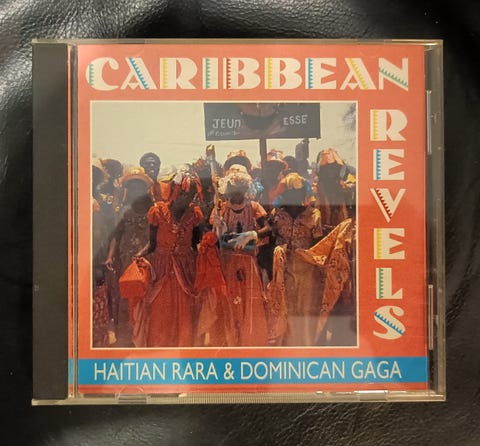 CARIBBEAN
REVELS
JEUN ESSE
HAITIAN RARA & DOMINICAN GAGA